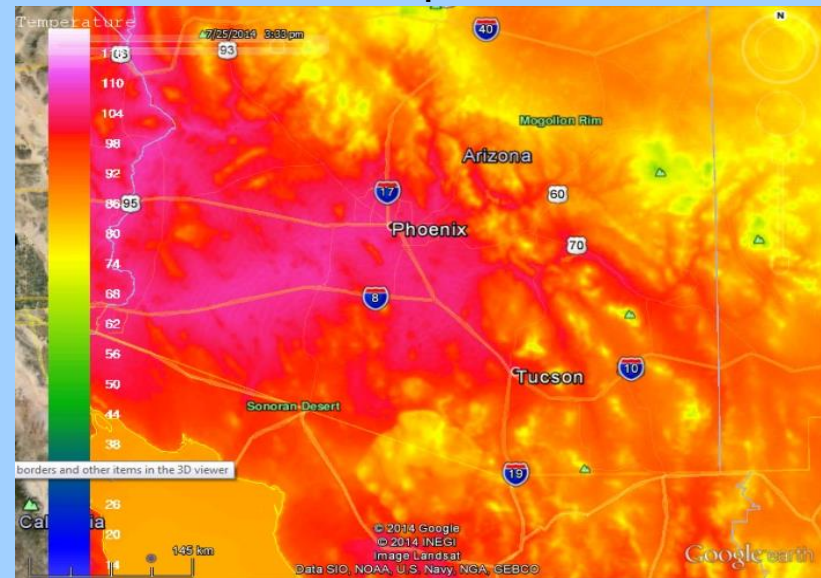 Temperature
7/25/2014 3:33 pm
40
93
110
104
98
92
86
80
74
68
62
56
50
44
38
26
20
Mogollon Rim
Arizona
17
60
95
Phoenix
70
8
Tucson
10
Sonoran Desert
19
borders and other items in the 3D viewer
145 km
© 2014 Google
© 2014 INEGI
Image Landsat
Data SIO, NOAA, U.S. Navy, NGA, GEBCO
Google earth
N